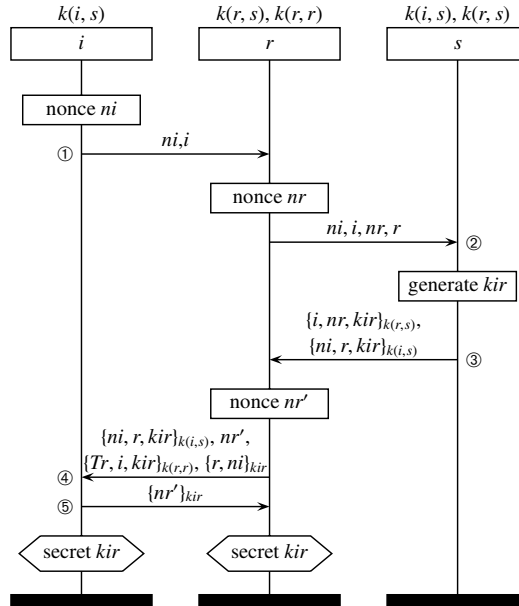 k(i, s)
k(r, s), k(r, r)
k(i, s), k(r, s)
i
r
s
nonce ni
① ni,i
nonce nr
ni, i, nr, r ②
generate kir
{i, nr, kir}k(r,s),
{ni, r, kir}k(i,s) ③
nonce nr′
{ni, r, kir}k(i,s), nr′,
④ {Tr, i, kir}k(r,r), {r, ni}kir
⑤ {nr′}kir
secret kir
secret kir